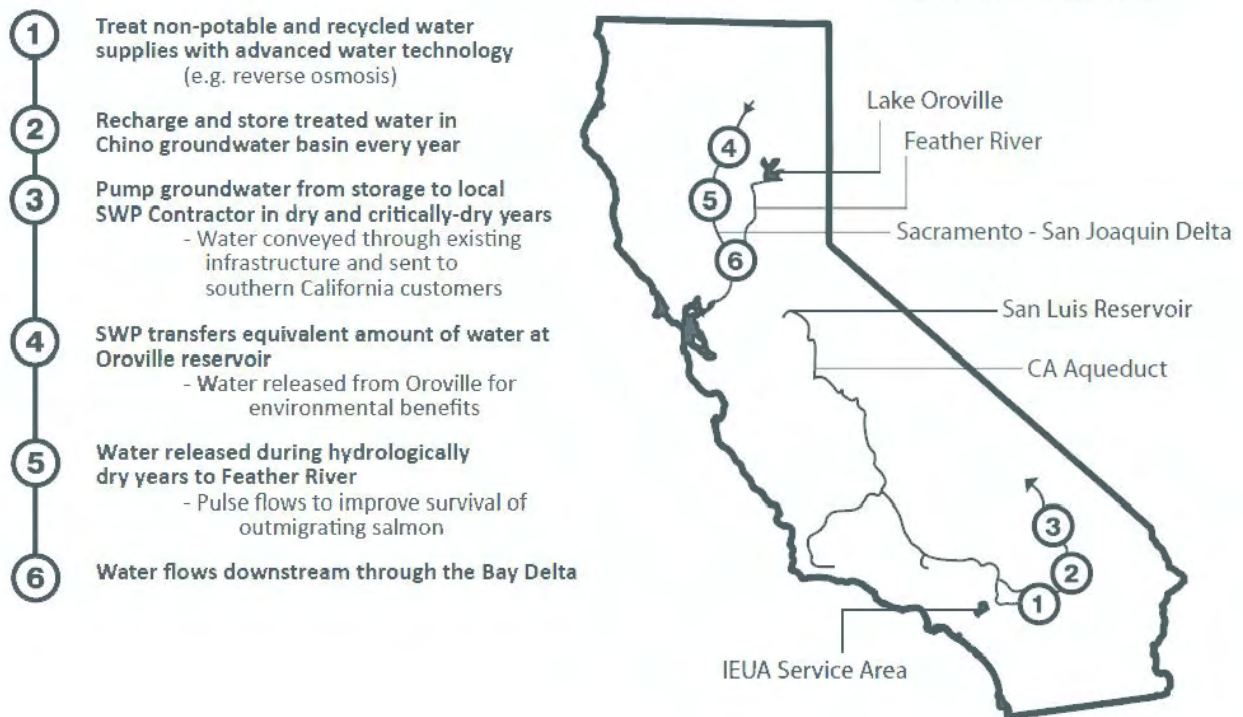 1
Treat non-potable and recycled water
supplies with advanced water technology
(e.g. reverse osmosis)
2
Recharge and store treated water in
Chino groundwater basin every year
3
Pump groundwater from storage to local
SWP Contractor in dry and critically-dry years
- Water conveyed through existing
infrastructure and sent to
southern California customers
4
SWP transfers equivalent amount of water at
Oroville reservoir
- Water released from Oroville for
environmental benefits
5
Water released during hydrologically
dry years to Feather River
- Pulse flows to improve survival of
outmigrating salmon
6
Water flows downstream through the Bay Delta
Lake Oroville
Feather River
Sacramento - San Joaquin Delta
San Luis Reservoir
CA Aqueduct
IEUA Service Area
4
5
6
3
2
1